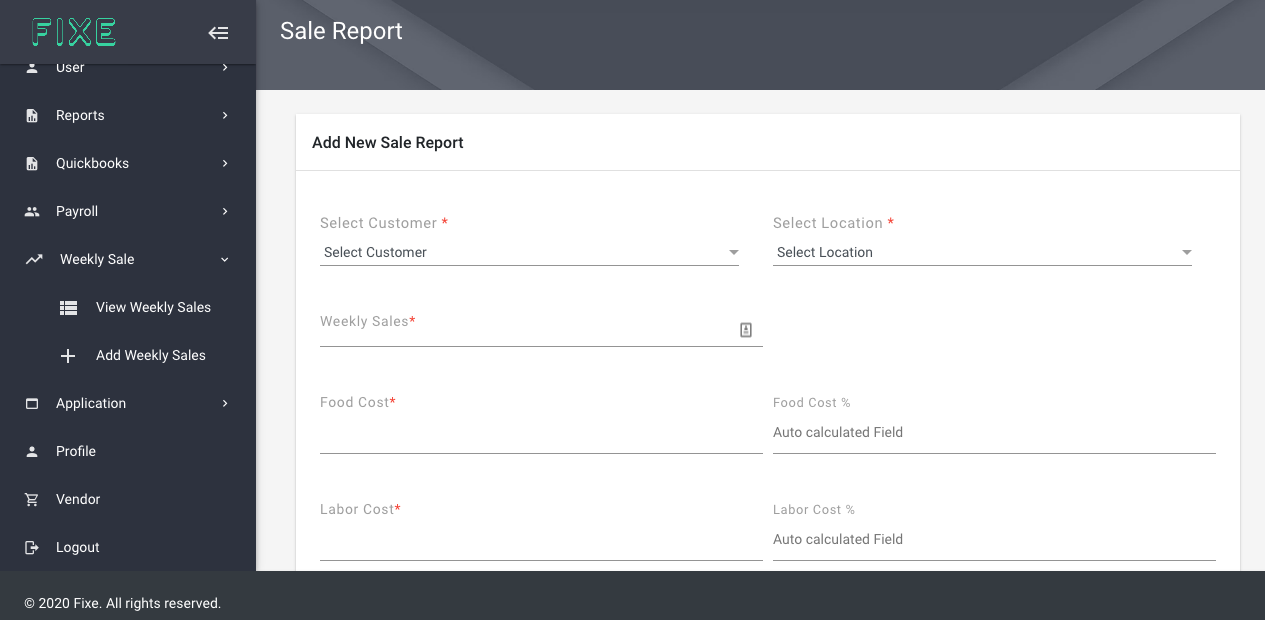 FIXE
Sale Report
User
Reports
Quickbooks
Payroll
Weekly Sale
View Weekly Sales
Add Weekly Sales
Application
Profile
Vendor
Logout
Add New Sale Report
Select Customer *
Select Customer
Select Location *
Select Location
Weekly Sales*
Food Cost*
Food Cost %
Auto calculated Field
Labor Cost*
Labor Cost %
Auto calculated Field
© 2020 Fixe. All rights reserved.